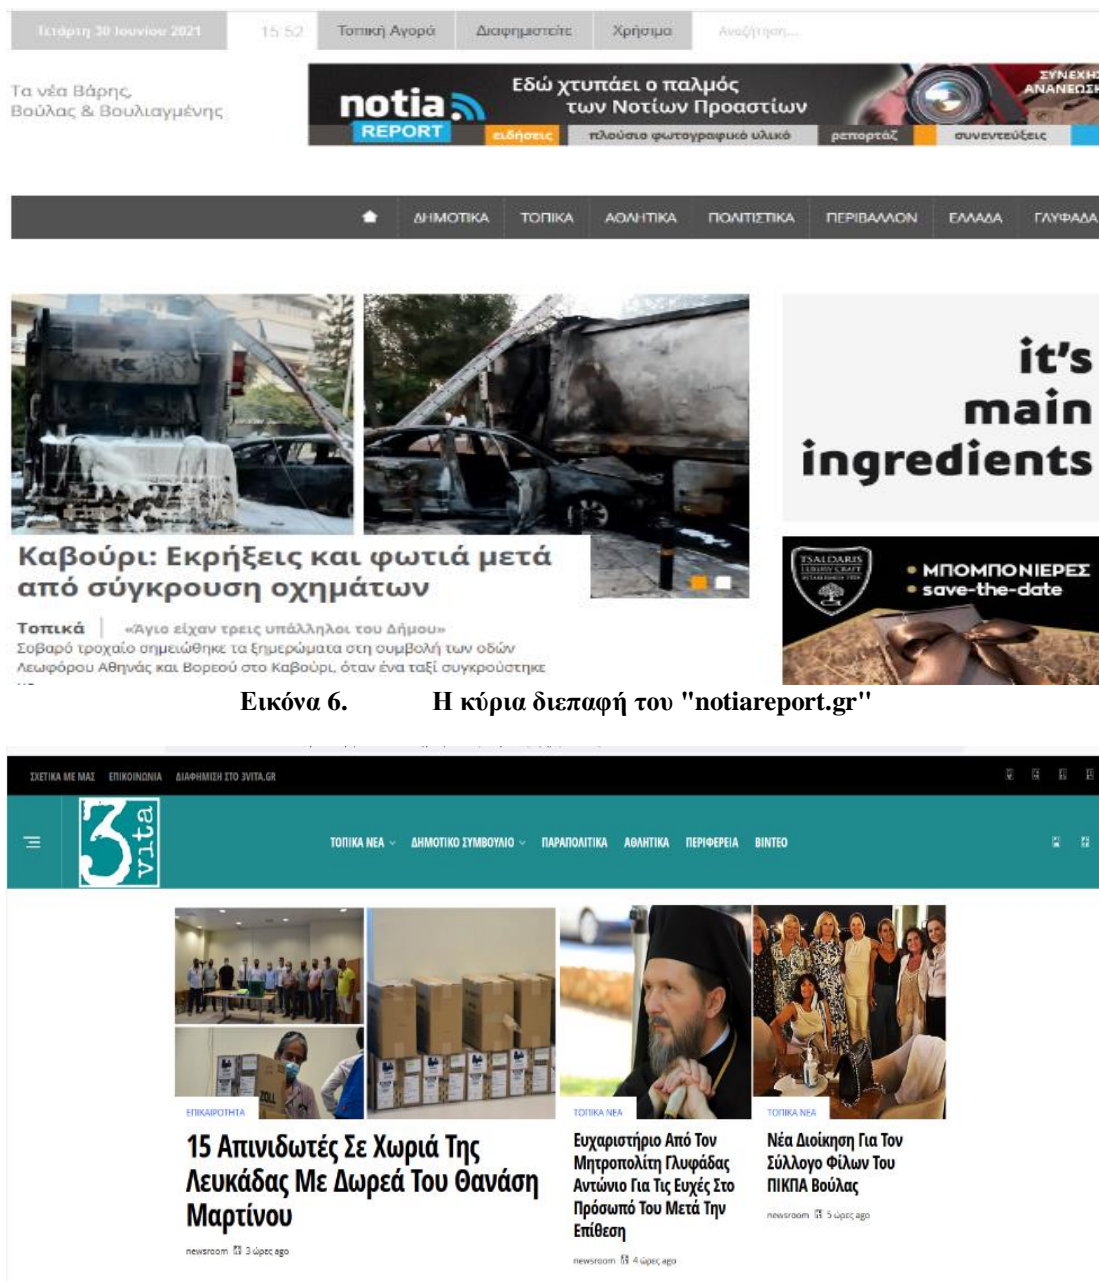 Τετάρτη 30 Ιουνίου 2021
15:52
Τοπική Αγορά
Διαφημιστείτε
Χρήσιμα
Αναζήτηση...
Τα νέα Βάρης,
Βούλας & Βουλιαγμένης
notia
REPORT
Εδώ χτυπάει ο παλμός
των Νοτίων Προαστίων
ΣΥΝΕΧΗΣ
ΑΝΑΝΕΩΣΗ
ειδήσεις
πλούσιο φωτογραφικό υλικό
ρεπορτάζ
συνεντεύξεις
ΔΗΜΟΤΙΚΑ ΤΟΠΙΚΑ ΑΘΛΗΤΙΚΑ ΠΟΛΙΤΙΣΤΙΚΑ ΠΕΡΙΒΑΛΛΟΝ ΕΛΛΑΔΑ ΓΛΥΦΑΔΑ
it's
main
ingredients
Καβούρι: Εκρήξεις και φωτιά μετά
από σύγκρουση οχημάτων
Τοπικά | «Άγιο είχαν τρεις υπάλληλοι του Δήμου»
Σοβαρό τροχαίο σημειώθηκε τα ξημερώματα στη συμβολή των οδών
Λεωφόρου Αθηνάς και Βορεού στο Καβούρι, όταν ένα ταξί συγκρούστηκε
TSALDARIS
LUXURY CRAFT
• ΜΠΟΜΠΟΝΙΕΡΕΣ
• save-the-date
Εικόνα 6. Η κύρια διεπαφή του "notiareport.gr"
ΣΧΕΤΙΚΑ ΜΕ ΜΑΣ ΕΠΙΚΟΙΝΩΝΙΑ ΔΙΑΦΗΜΙΣΗ ΣΤΟ 3VITA.GR
3 vita
ΤΟΠΙΚΑ ΝΕΑ ΔΗΜΟΤΙΚΟ ΣΥΜΒΟΥΛΙΟ ΠΑΡΑΠΟΛΙΤΙΚΑ ΑΘΛΗΤΙΚΑ ΠΕΡΙΦΕΡΕΙΑ ΒΙΝΤΕΟ
ZOLL
ΕΠΙΚΑΙΡΟΤΗΤΑ
15 Απινιδωτές Σε Χωριά Της
Λευκάδας Με Δωρεά Του Θανάση
Μαρτίνου
newsroom 3 ώρες ago
ΤΟΠΙΚΑ ΝΕΑ
Ευχαριστήριο Από Τον
Μητροπολίτη Γλυφάδας
Αντώνιο Για Τις Ευχές Στο
Πρόσωπό Του Μετά Την
Επίθεση
newsroom 4 ώρες ago
ΤΟΠΙΚΑ ΝΕΑ
Νέα Διοίκηση Για Τον
Σύλλογο Φίλων Του
ΠΙΚΠΑ Βούλας
newsroom 5 ώρες ago